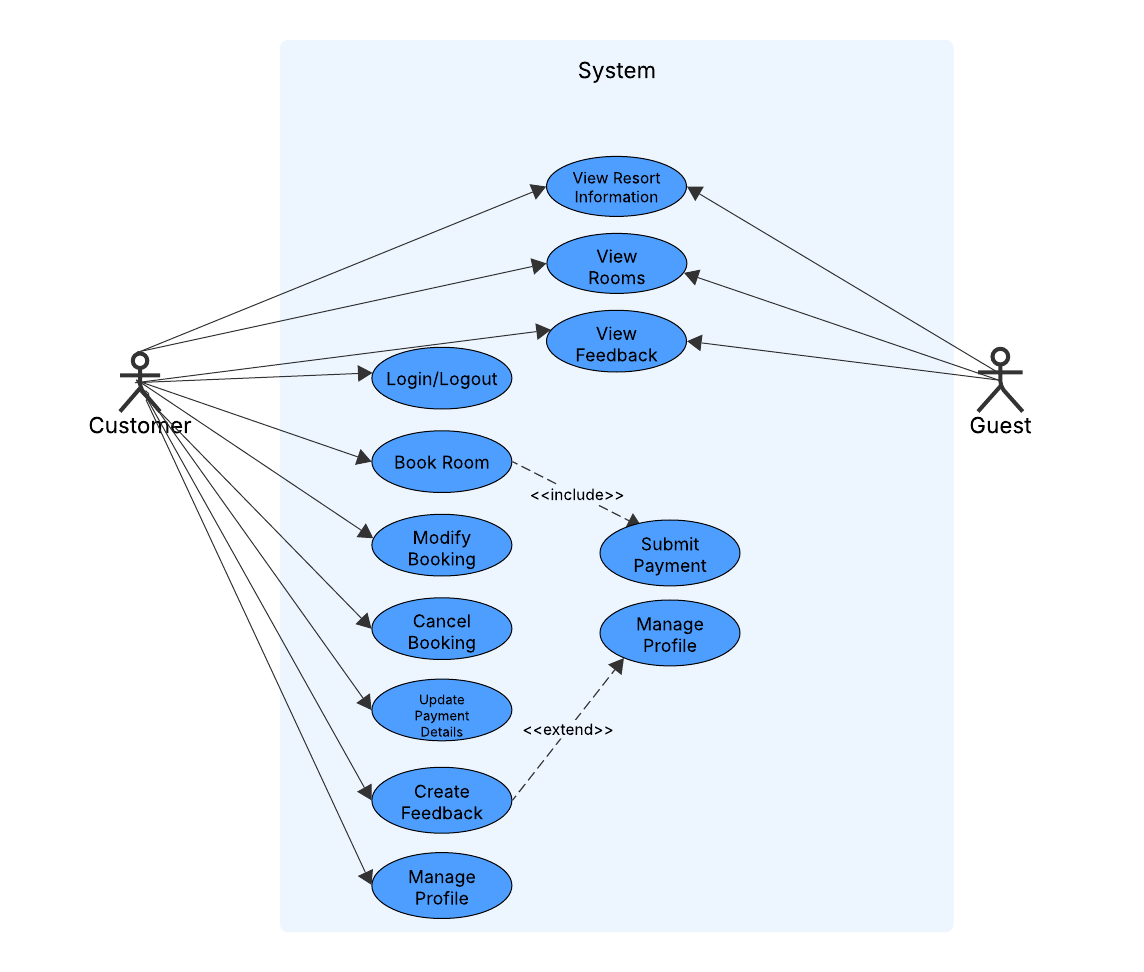 System
View Resort
Information
View
Rooms
View
Feedback
Login/Logout
Customer
Guest
Book Room
<<include>>
Modify
Booking
Submit
Payment
Cancel
Booking
Manage
Profile
Update
Payment
Details
<<extend>>
Create
Feedback
Manage
Profile